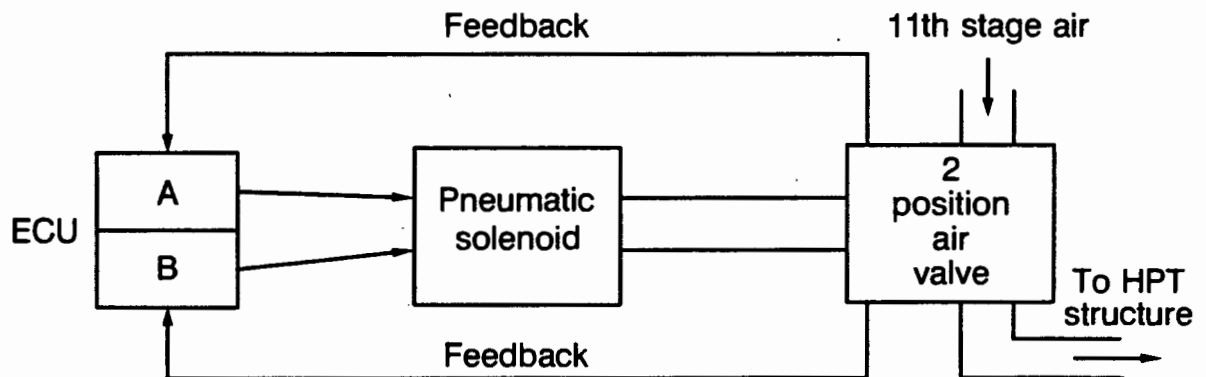 Feedback
11th stage air
ECU
A
B
Pneumatic
solenoid
2
position
air
valve
To HPT
structure
Feedback